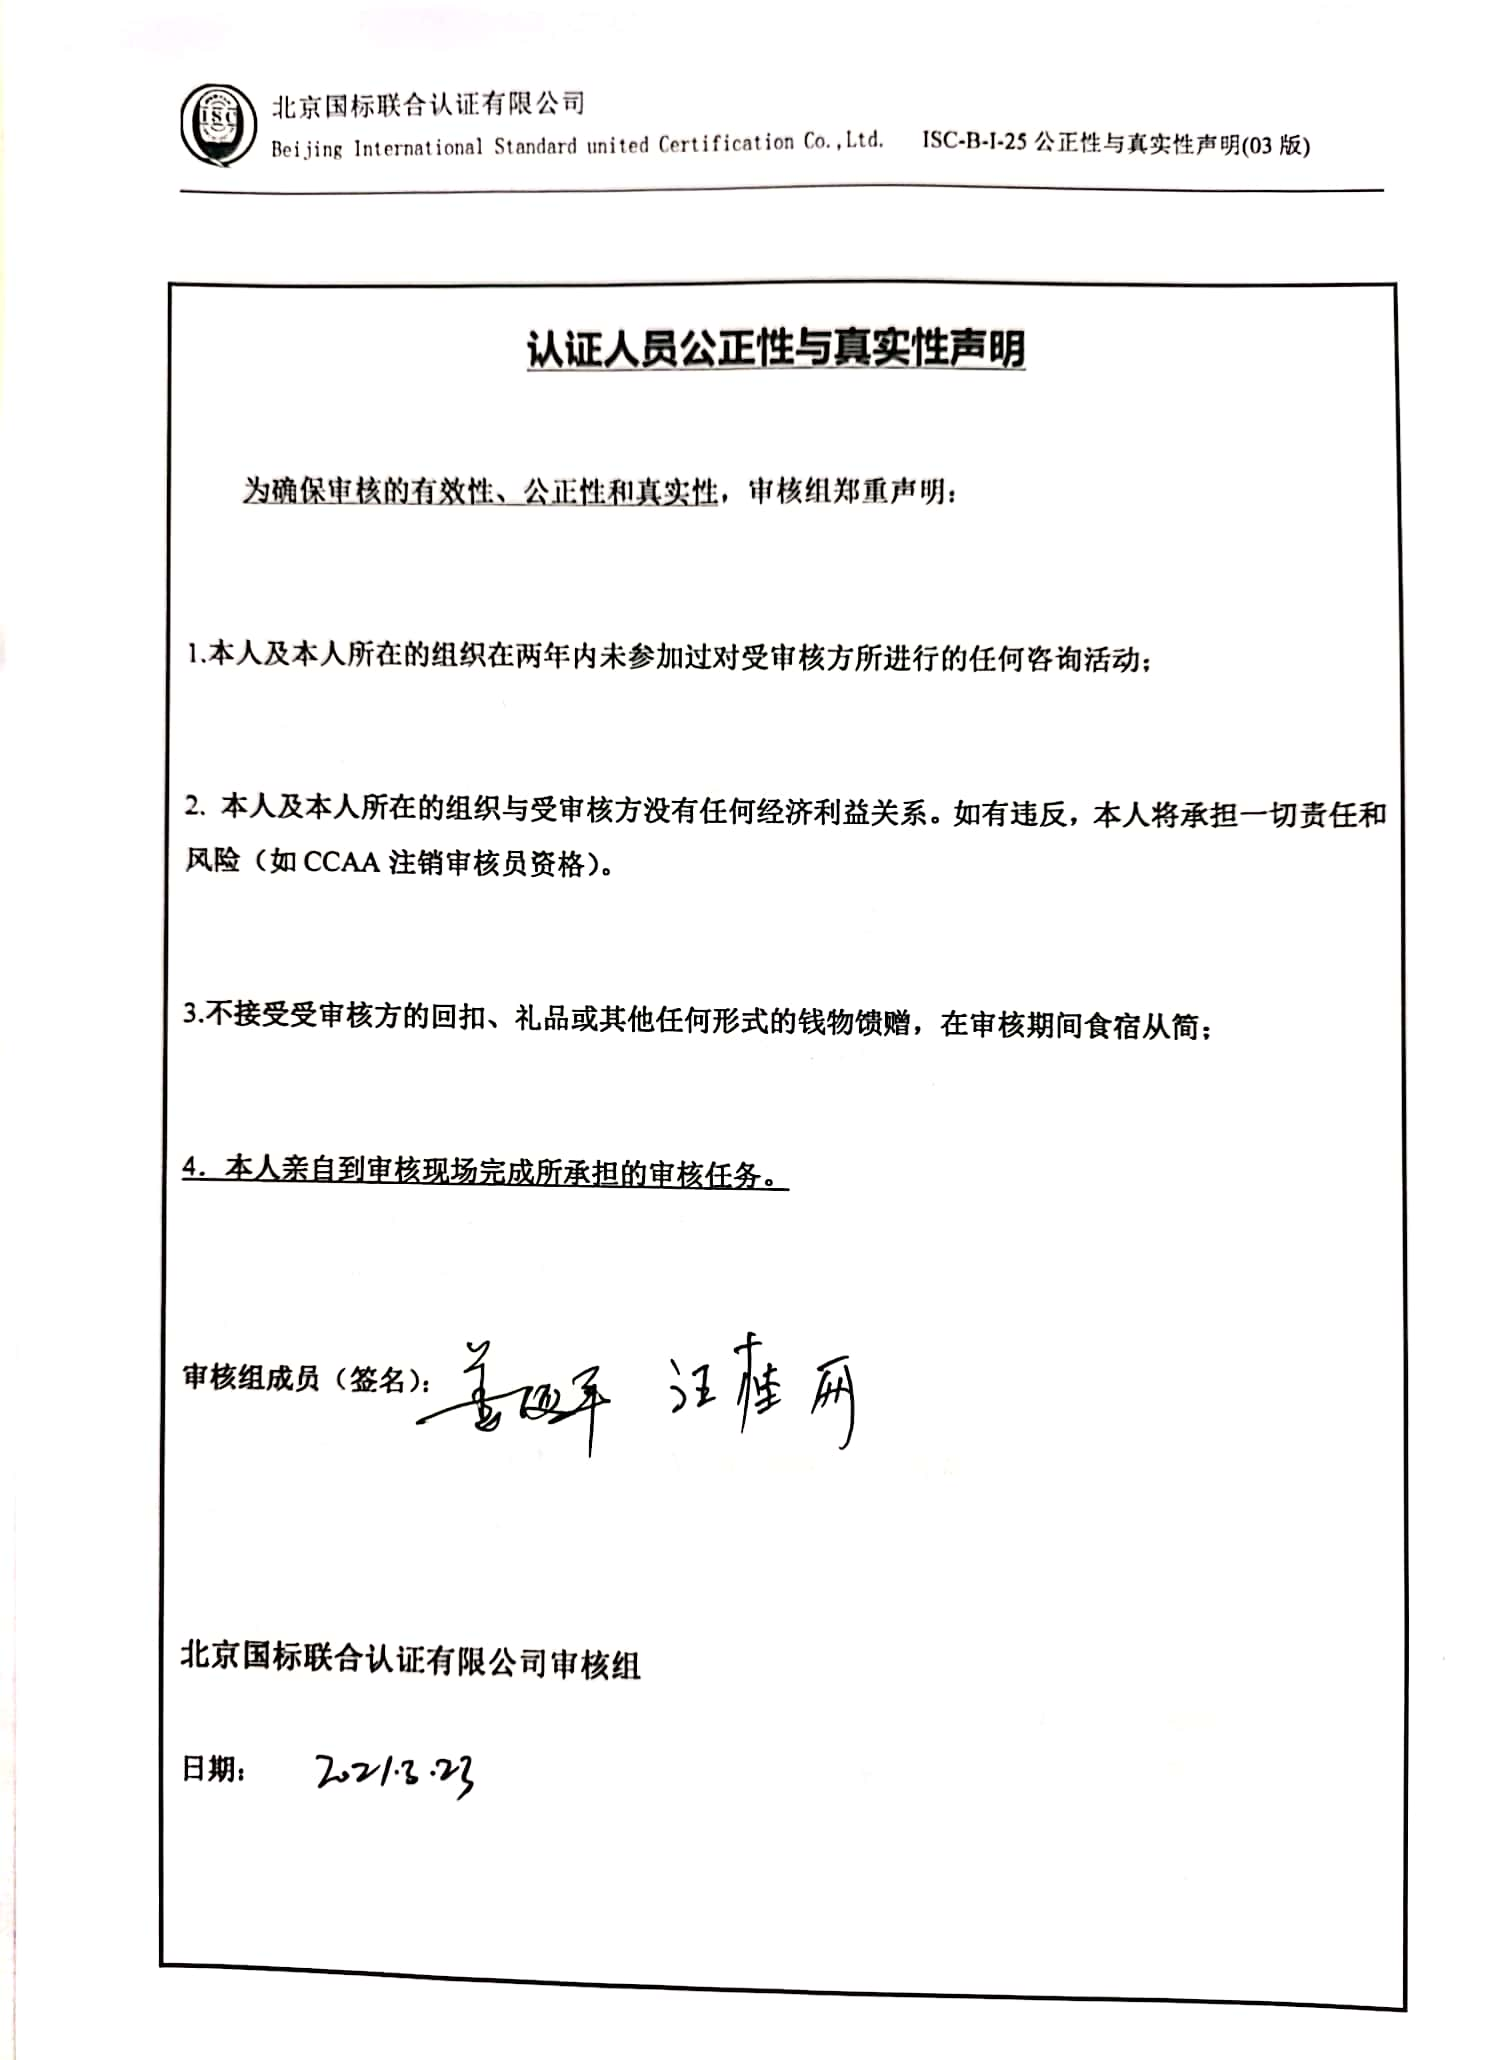 ISC
北京国标联合认证有限公司
Beijing International Standard united Certification Co.,Ltd. ISC-B-I-25 公正性与真实性声明(03 版)
认证人员公正性与真实性声明
为确保审核的有效性、公正性和真实性，审核组郑重声明：
1.本人及本人所在的组织在两年内未参加过对受审核方所进行的任何咨询活动；
2. 本人及本人所在的组织与受审核方没有任何经济利益关系。如有违反，本人将承担一切责任和
风险（如 CCAA 注销审核员资格）。
3.不接受受审核方的回扣、礼品或其他任何形式的钱物馈赠，在审核期间食宿从简；
4. 本人亲自到审核现场完成所承担的审核任务。
审核组成员（签名）： 汪桂丽
北京国标联合认证有限公司审核组
日期： 2021.3.23